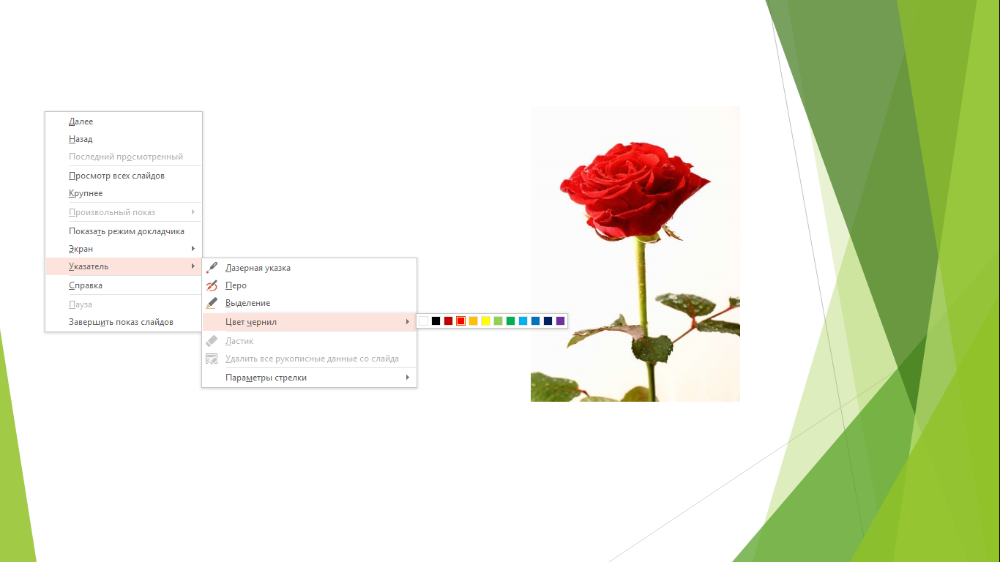 Далее
Назад
Последний просмотренный
Просмотр всех слайдов
Крупнее
Произвольный показ
Показать режим докладчика
Экран
Указатель
Справка
Пауза
Завершить показ слайдов
Лазерная указка
Перо
Выделение
Цвет чернил
Ластик
Удалить все рукописные данные со слайда
Параметры стрелки